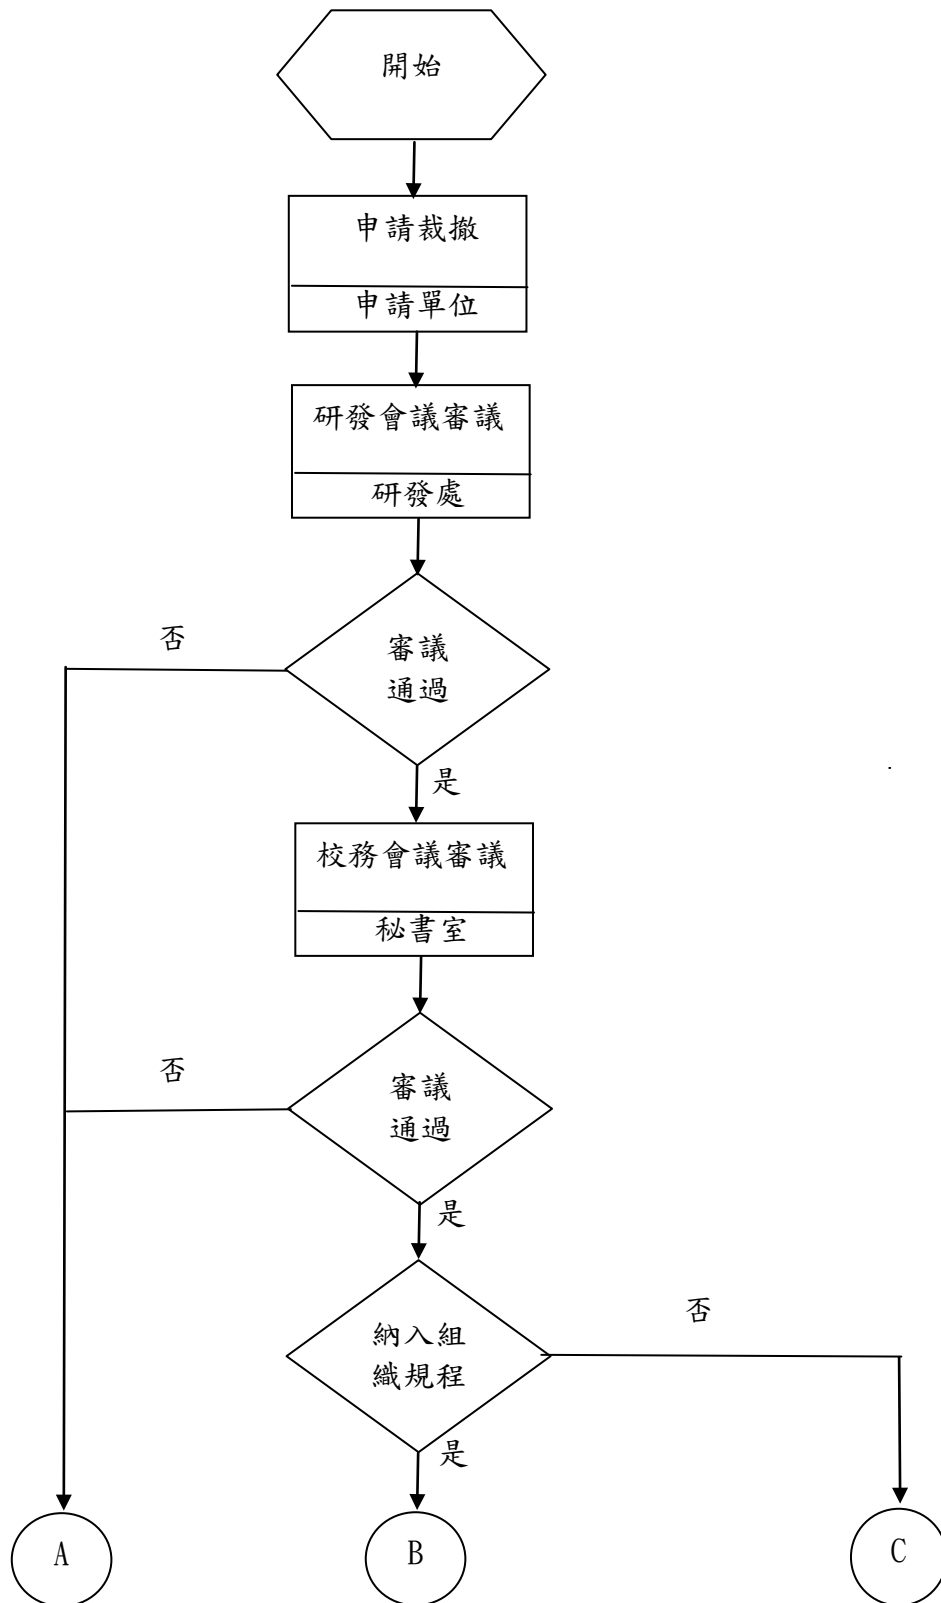 開始
申請裁撤
申請單位
研發會議審議
研發處
否
審議
通過
是
校務會議審議
秘書室
否
審議
通過
是
否
納入組
織規程
是
A
B
C